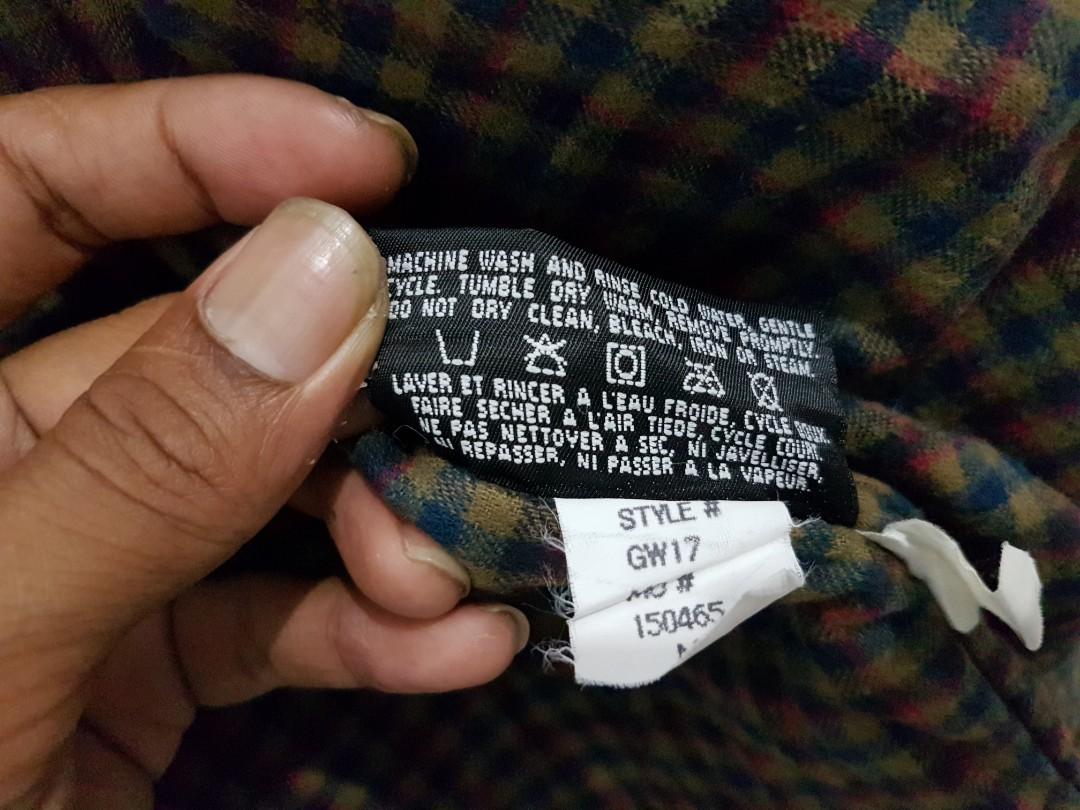 MACHINE WASH AND RINSE COLD WATER, GENTLE
CYCLE. TUMBLE DRY WARM, REMOVE PROMPTLY.
DO NOT DRY CLEAN, BLEACH, IRON OR STEAM.
LAVER ET RINCER À L'EAU FROIDE, CYCLE
FAIRE SECHER À L'AIR TIEDE, CYCLE COURT.
NE PAS NETTOYER A SEC, NI JAVELLISER,
NI REPASSER, NI PASSER A LA VAPEUR.
STYLE #
GW17
#
150465